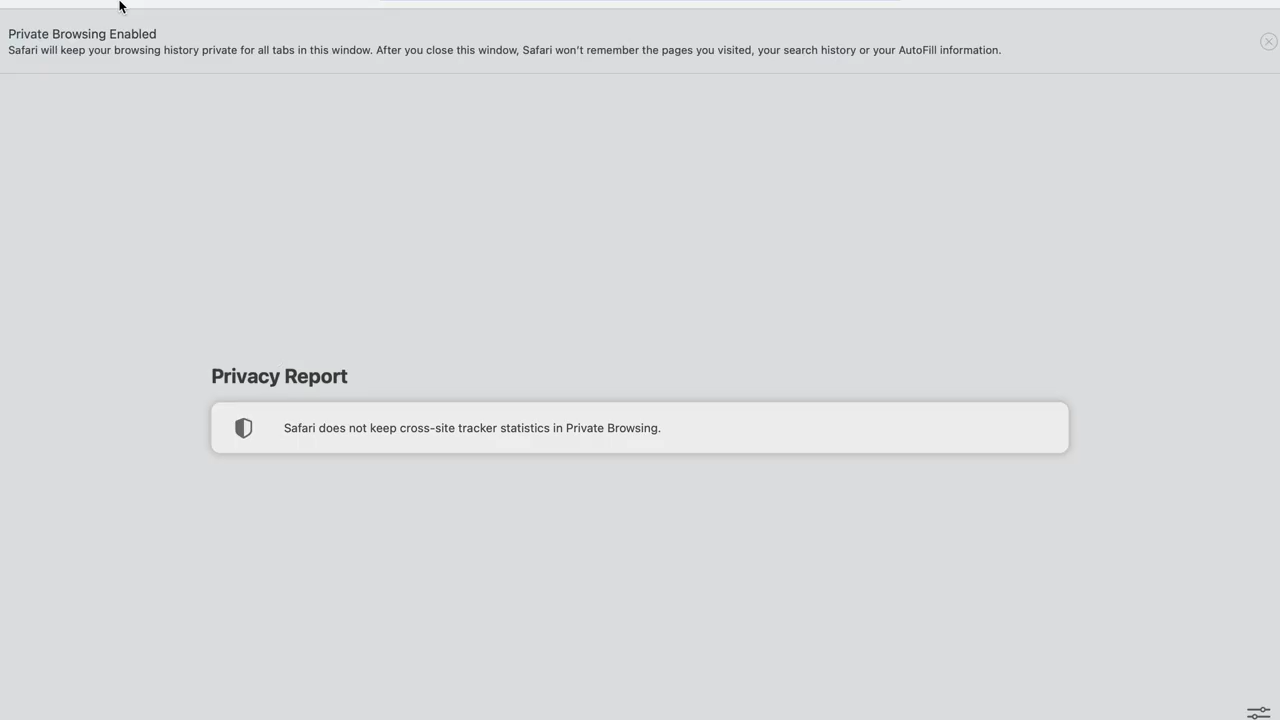 Private Browsing Enabled
Safari will keep your browsing history private for all tabs in this window. After you close this window, Safari won't remember the pages you visited, your search history or your AutoFill information.
Privacy Report
Safari does not keep cross-site tracker statistics in Private Browsing.